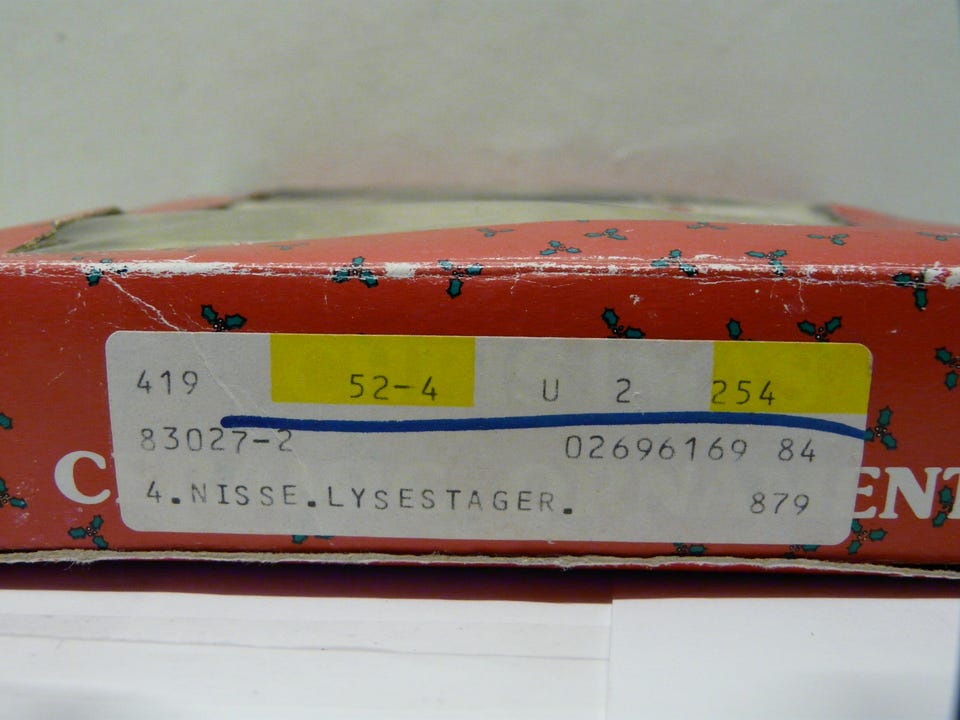 419 52-4 U 2 254
83027-2 02696169 84
4.NISSE.LYSESTAGER. 879